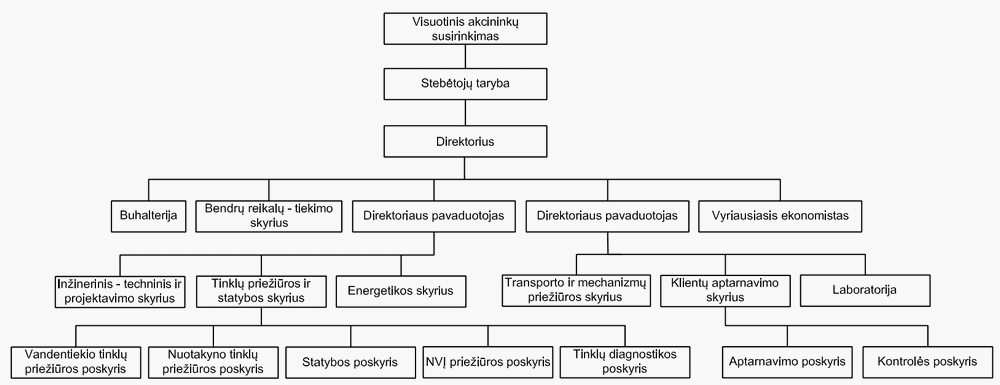 Visuotinis akcininkų
susirinkimas
Stebėtojų taryba
Direktorius
Buhalterija
Bendrų reikalų - tiekimo
skyrius
Direktoriaus pavaduotojas
Direktoriaus pavaduotojas
Vyriausiasis ekonomistas
Inžinerinis - techninis ir
projektavimo skyrius
Tinklų priežiūros ir
statybos skyrius
Energetikos skyrius
Transporto ir mechanizmų
priežiūros skyrius
Klientų aptarnavimo
skyrius
Laboratorija
Vandentiekio tinklų
priežiūros poskyris
Nuotakyno tinklų
priežiūros poskyris
Statybos poskyris
NVĮ priežiūros poskyris
Tinklų diagnostikos
poskyris
Aptarnavimo poskyris
Kontrolės poskyris